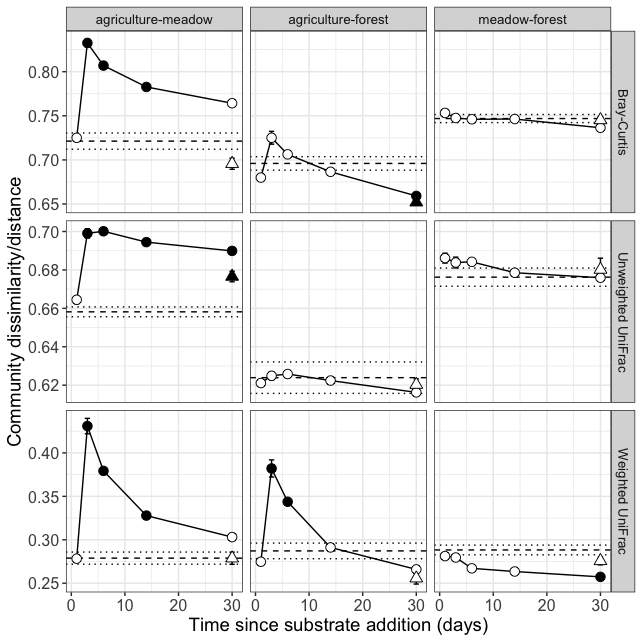 agriculture-meadow agriculture-forest meadow-forest
Community dissimilarity/distance
0.80
0.75
0.70
0.65
Bray-Curtis
0.70
0.68
0.66
0.64
0.62
Unweighted UniFrac
0.40
0.35
0.30
0.25
Weighted UniFrac
0 10 20 30 0 10 20 30 0 10 20 30
Time since substrate addition (days)